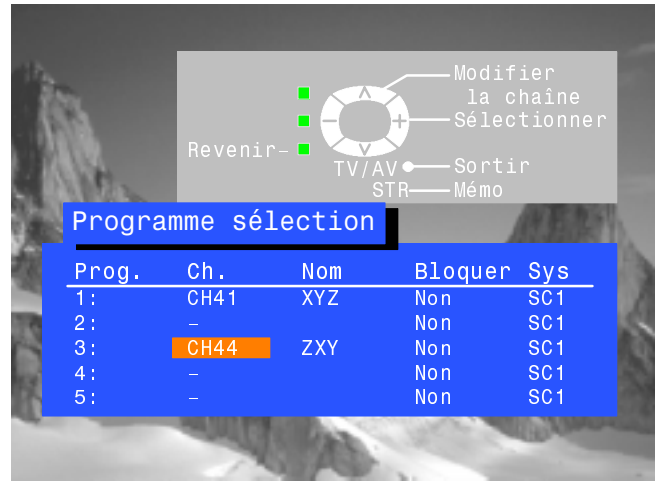 Modifier
la chaîne
Sélectionner
Revenir–
TV/AV Sortir
STR Mémo
Programme sélection
Prog. Ch. Nom Bloquer Sys
1: CH41 XYZ Non SC1
2: – Non SC1
3: CH44 ZXY Non SC1
4: – Non SC1
5: – Non SC1